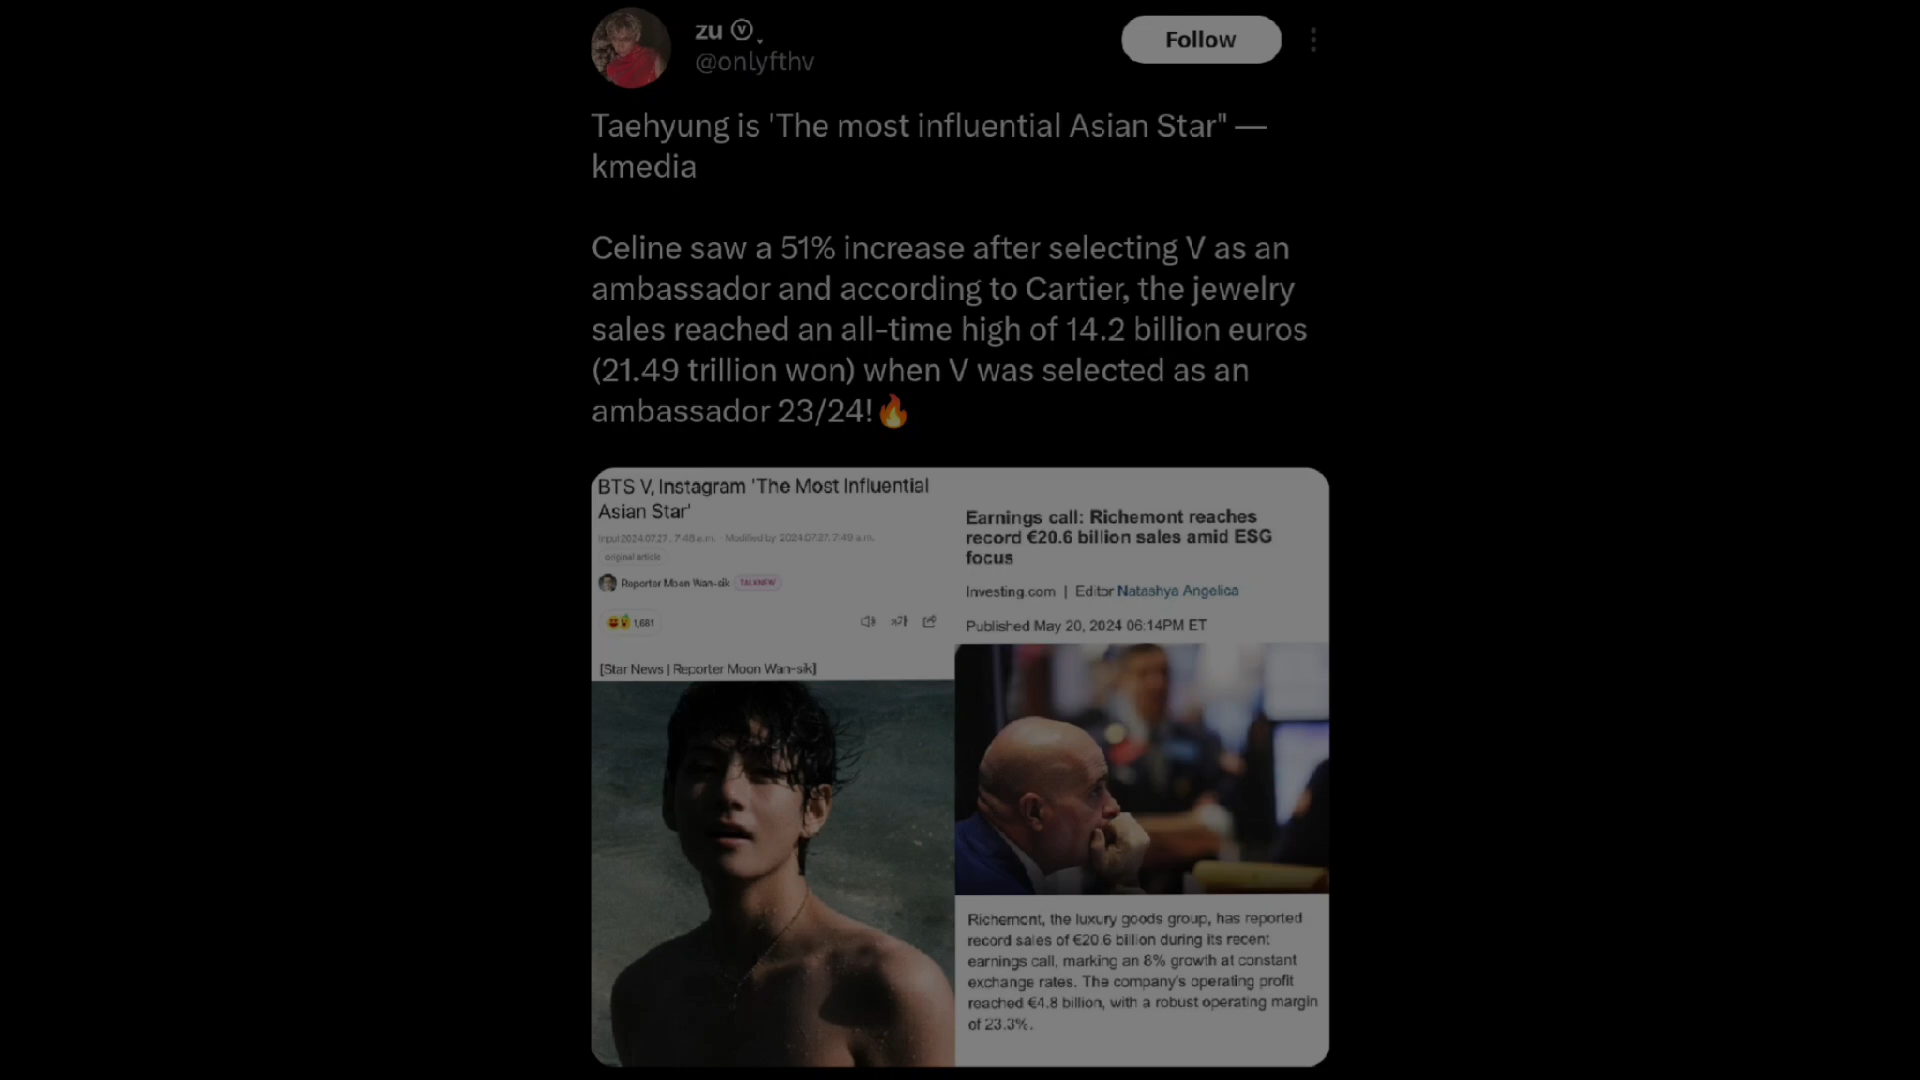 zu ⓥ
@onlyfthv
Follow
Taehyung is 'The most influential Asian Star" —
kmedia
Celine saw a 51% increase after selecting V as an
ambassador and according to Cartier, the jewelry
sales reached an all-time high of 14.2 billion euros
(21.49 trillion won) when V was selected as an
ambassador 23/24!🔥
BTS V, Instagram 'The Most Influential
Asian Star'
Input 2024.07.27. 7:48 a.m. Modified by 2024.07.27. 7:49 a.m.
original article
Reporter Moon Wan-sik
1,681
[Star News | Reporter Moon Wan-sik]
Earnings call: Richemont reaches
record €20.6 billion sales amid ESG
focus
Investing.com | Editor Natashya Angelica
Published May 20, 2024 06:14PM ET
Richemont, the luxury goods group, has reported
record sales of €20.6 billion during its recent
earnings call, marking an 8% growth at constant
exchange rates. The company's operating profit
reached €4.8 billion, with a robust operating margin
of 23.3%.